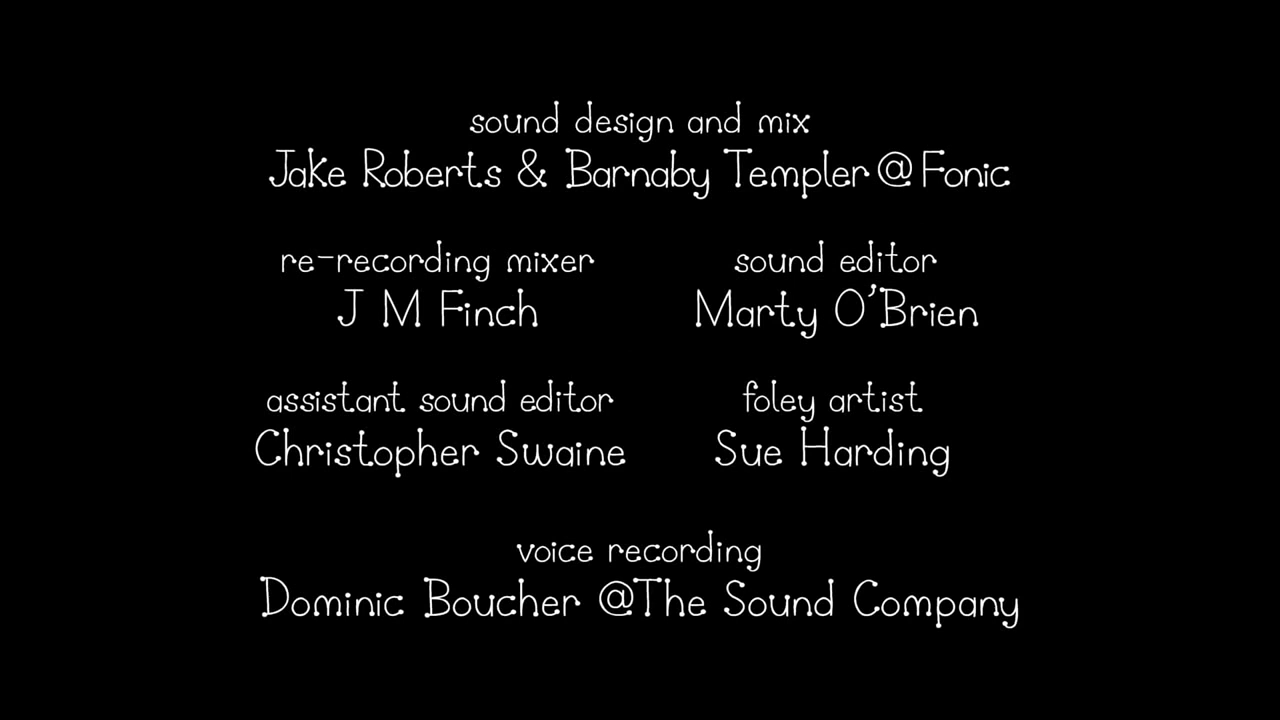 sound design and mix
Jake Roberts & Barnaby Templer @ Fonic
re-recording mixer
J M Finch
sound editor
Marty O'Brien
assistant sound editor
Christopher Swaine
foley artist
Sue Harding
voice recording
Dominic Boucher @The Sound Company